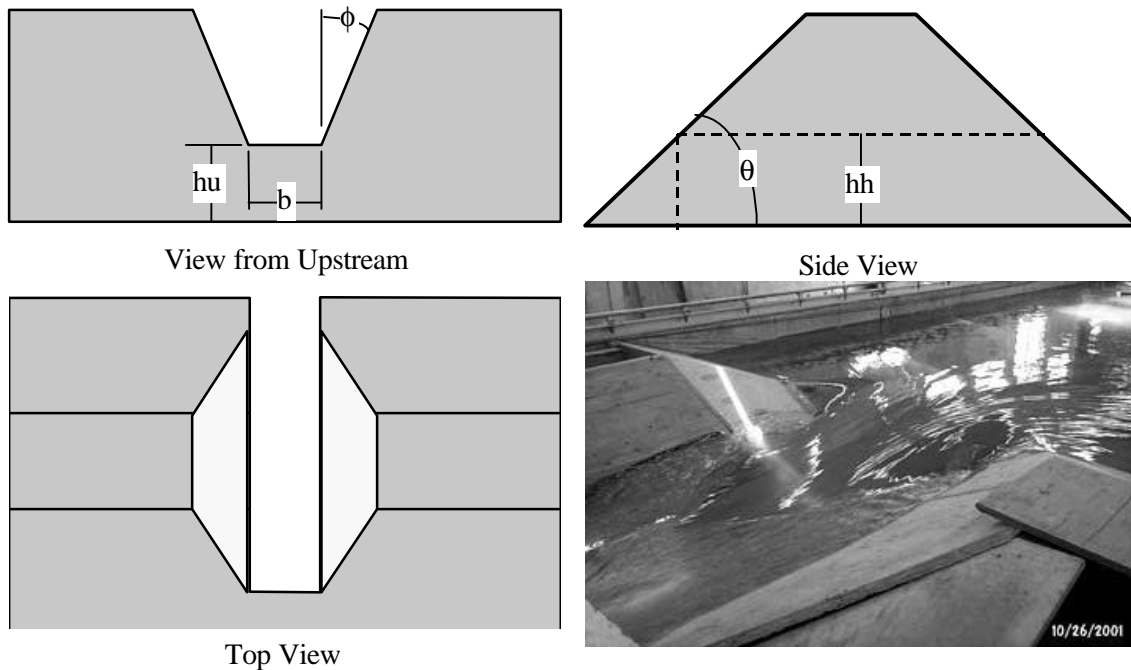 ϕ
hu
b
View from Upstream
θ
hh
Side View
Top View
10/26/2001